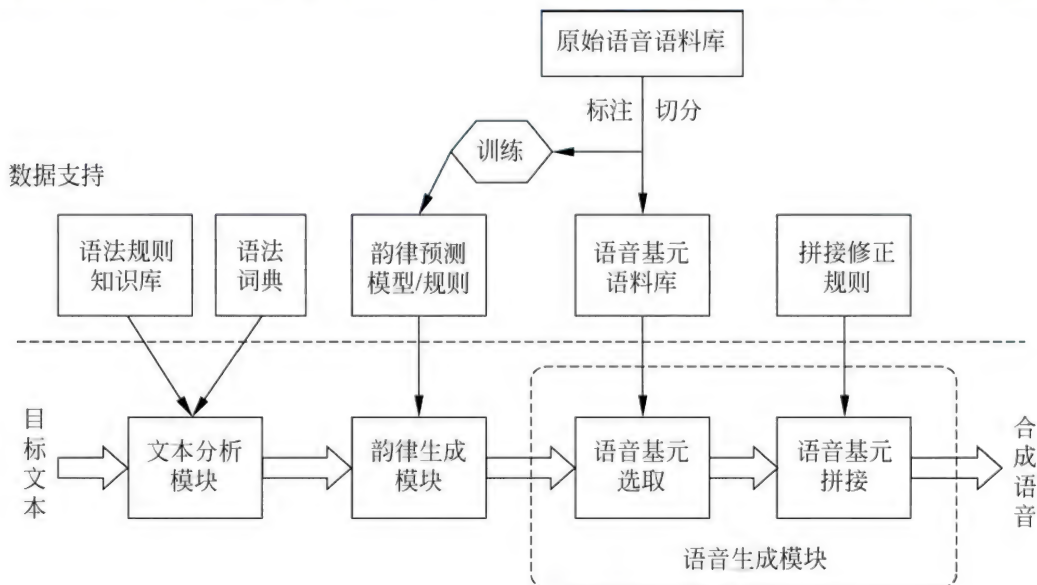 原始语音语料库
标注 切分
训练
数据支持
语法规则
知识库
语法
词典
韵律预测
模型/规则
语音基元
语料库
拼接修正
规则
目标文本
文本分析
模块
韵律生成
模块
语音基元
选取
语音基元
拼接
合成语音
语音生成模块